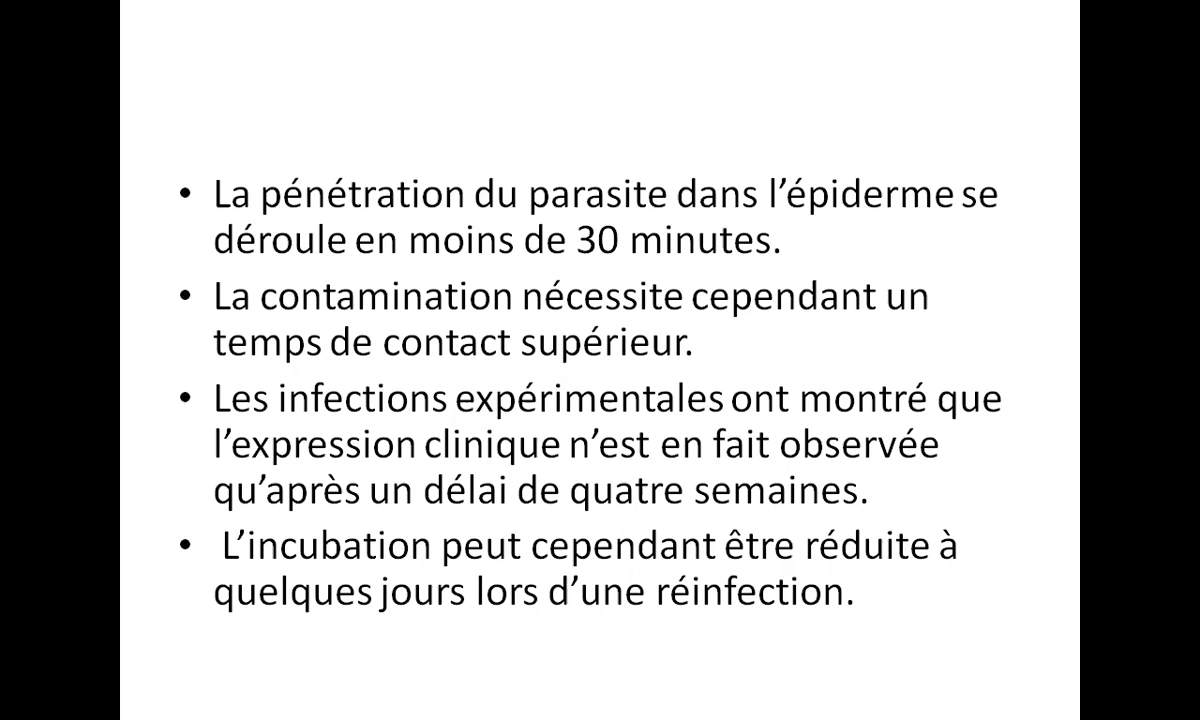 • La pénétration du parasite dans l’épiderme se
déroule en moins de 30 minutes.
• La contamination nécessite cependant un
temps de contact supérieur.
• Les infections expérimentales ont montré que
l’expression clinique n’est en fait observée
qu’après un délai de quatre semaines.
• L’incubation peut cependant être réduite à
quelques jours lors d’une réinfection.